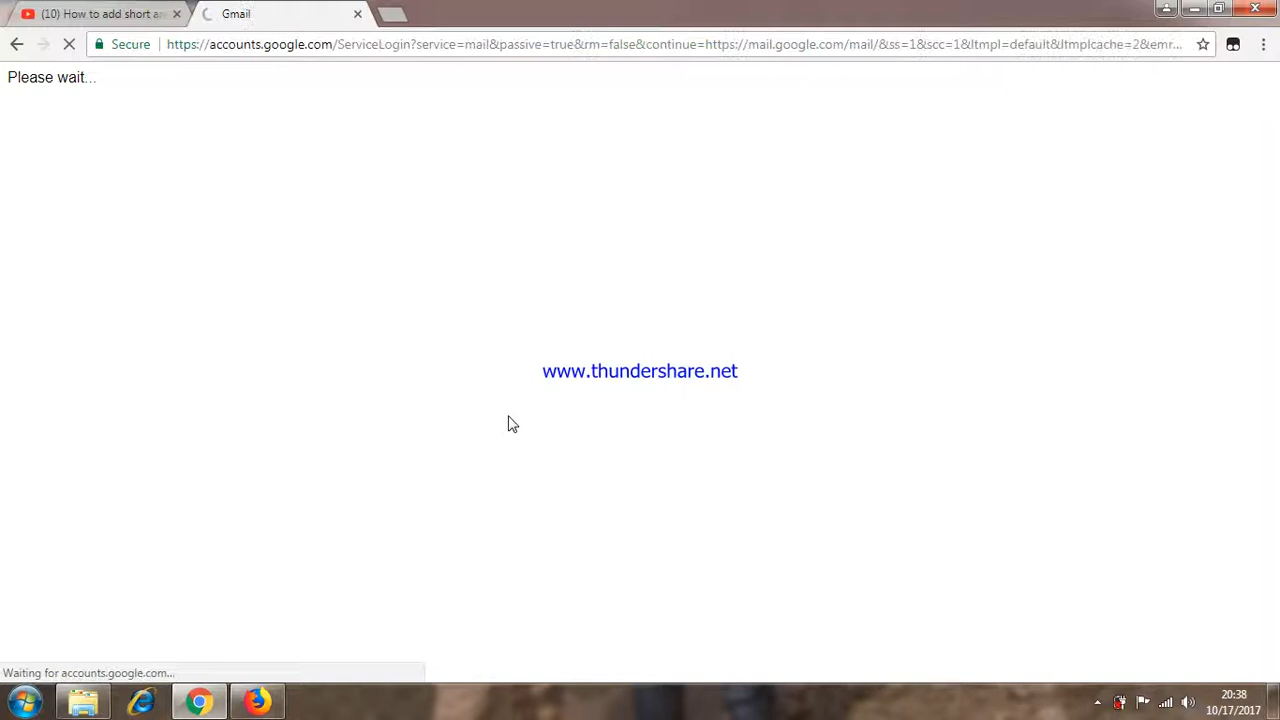 (10) How to add short an
Gmail
Secure
https://accounts.google.com/ServiceLogin?service=mail&passive=true&rm=false&continue=https://mail.google.com/mail/&ss=1&scc=1&ltmpl=default&ltmplcache=2&emr...
Please wait...
www.thundershare.net
Waiting for accounts.google.com...
20:38
10/17/2017